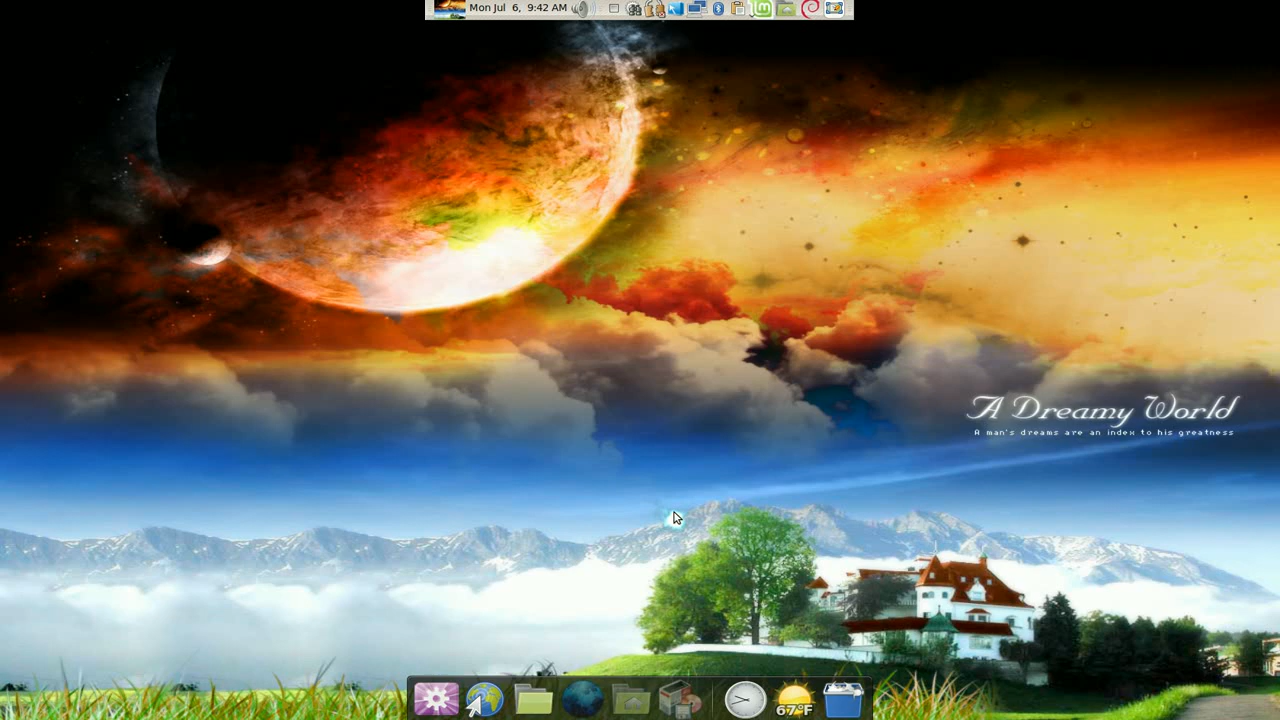 Mon Jul 6, 9:42 AM
A Dreamy World
A man's dreams are an index to his greatness
67°F